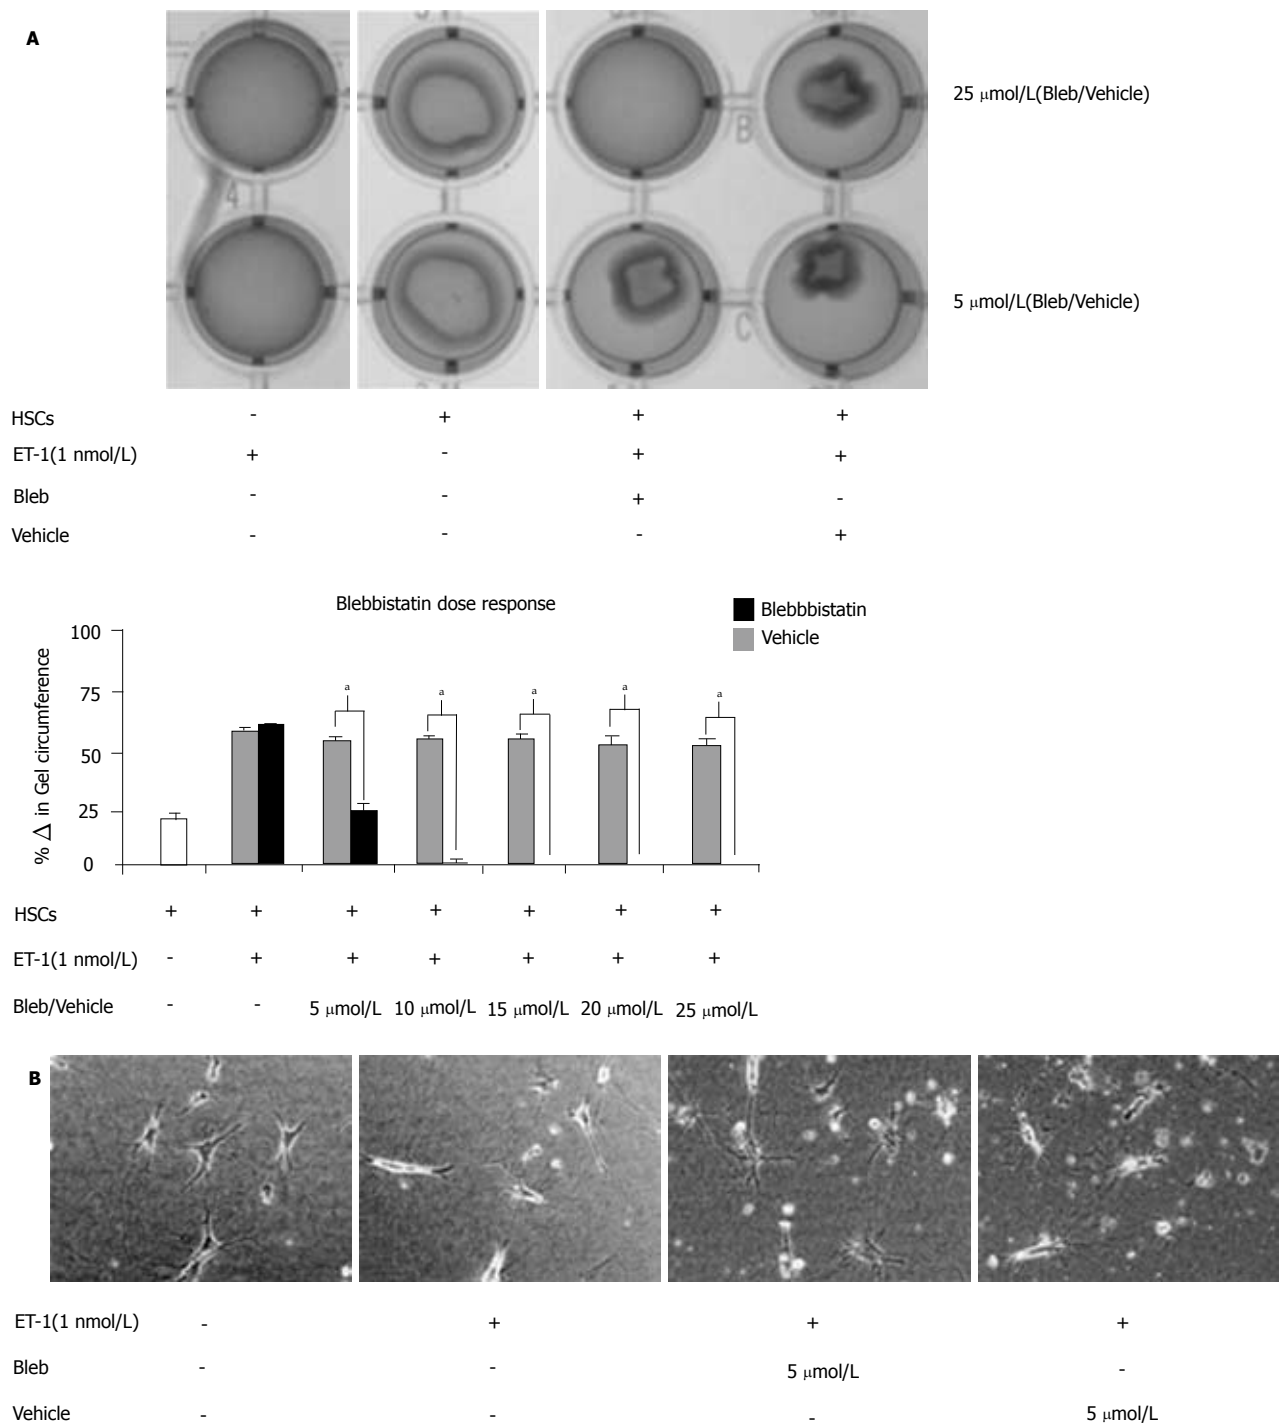 A
25 μmol/L(Bleb/Vehicle)
4
B
5 μmol/L(Bleb/Vehicle)
C
HSCs - + + +
ET-1(1 nmol/L) + - + +
Bleb - - + -
Vehicle - - - +
Blebbistatin dose response
Blebbbistatin
Vehicle
% Δ in Gel circumference
100
75
50
25
0
a a a a a
HSCs + + + + + + +
ET-1(1 nmol/L) - + + + + + +
Bleb/Vehicle - - 5 μmol/L 10 μmol/L 15 μmol/L 20 μmol/L 25 μmol/L
B
ET-1(1 nmol/L) - + + +
Bleb - - 5 μmol/L -
Vehicle - - - 5 μmol/L